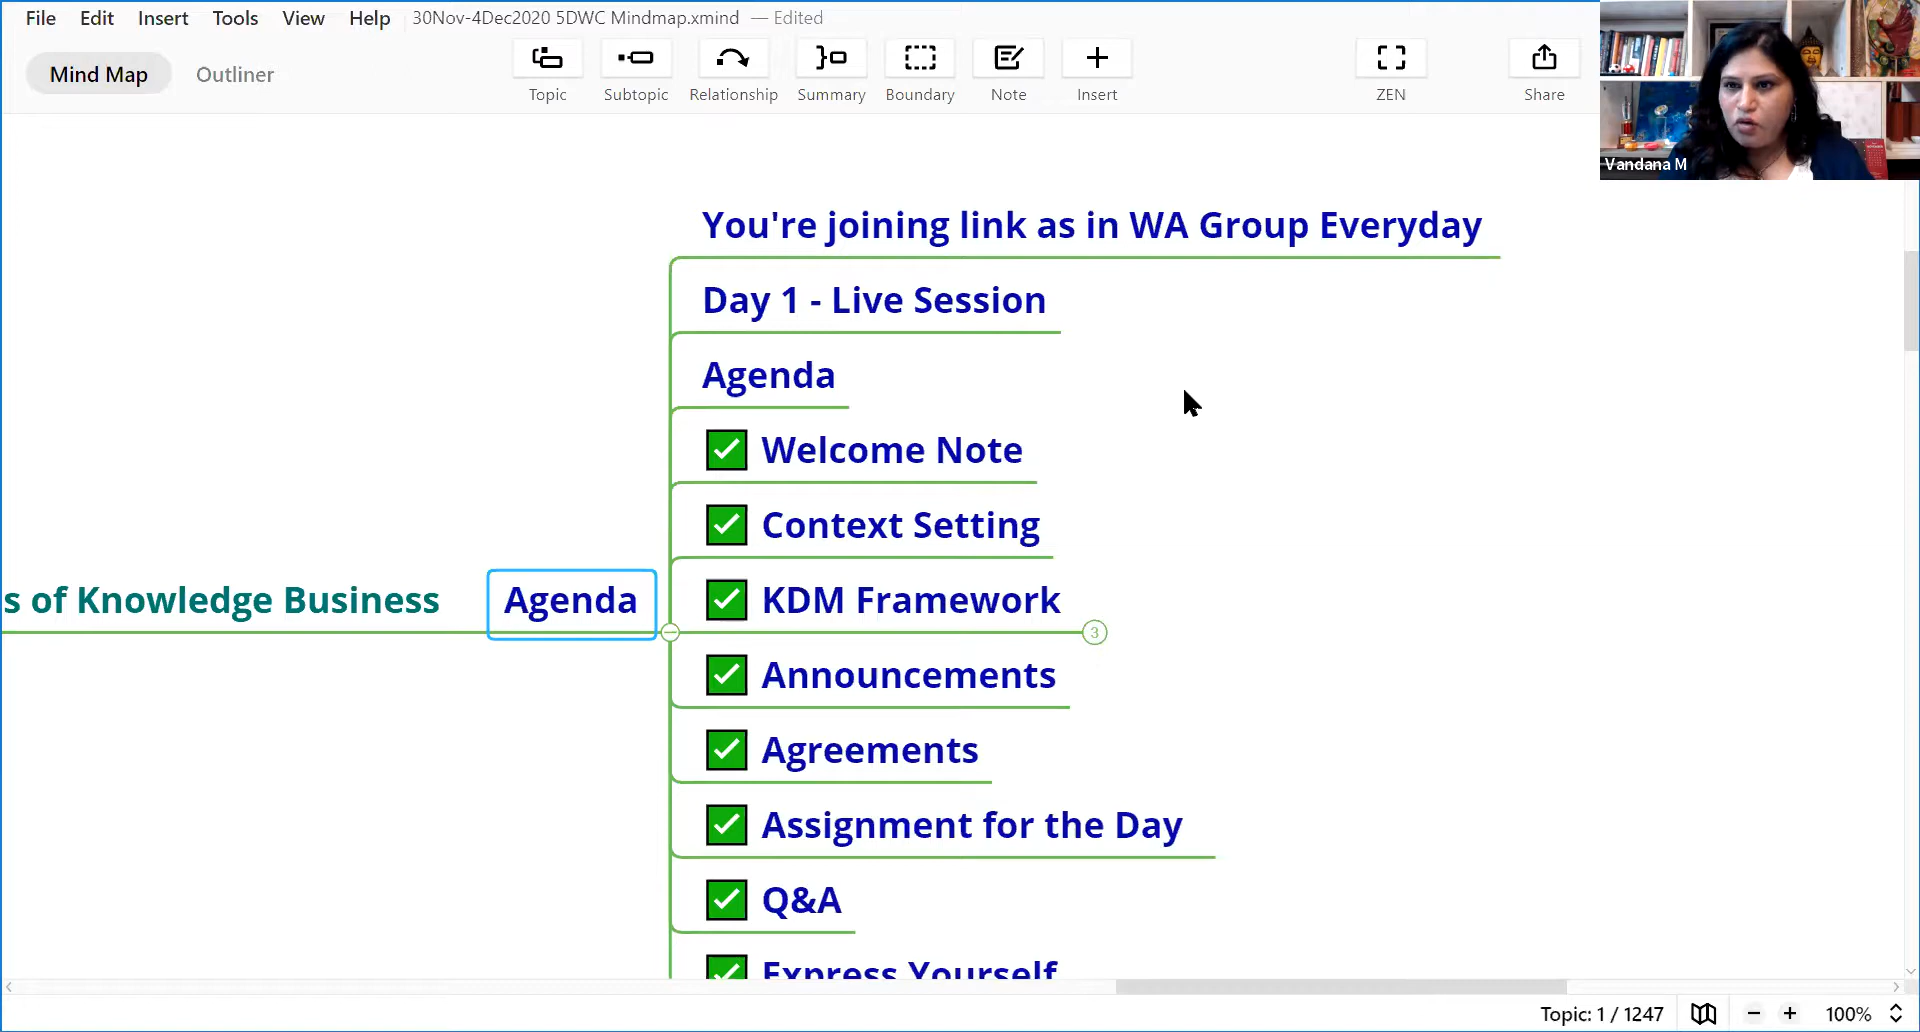 File Edit Insert Tools View Help 30Nov-4Dec2020 5DWC Mindmap.xmind — Edited
Mind Map Outliner
Topic Subtopic Relationship Summary Boundary Note Insert ZEN Share
Vandana M
You're joining link as in WA Group Everyday
Day 1 - Live Session
Agenda
Welcome Note
Context Setting
s of Knowledge Business Agenda KDM Framework 3
Announcements
Agreements
Assignment for the Day
Q&A
Express Yourself
Topic: 1 / 1247 100%